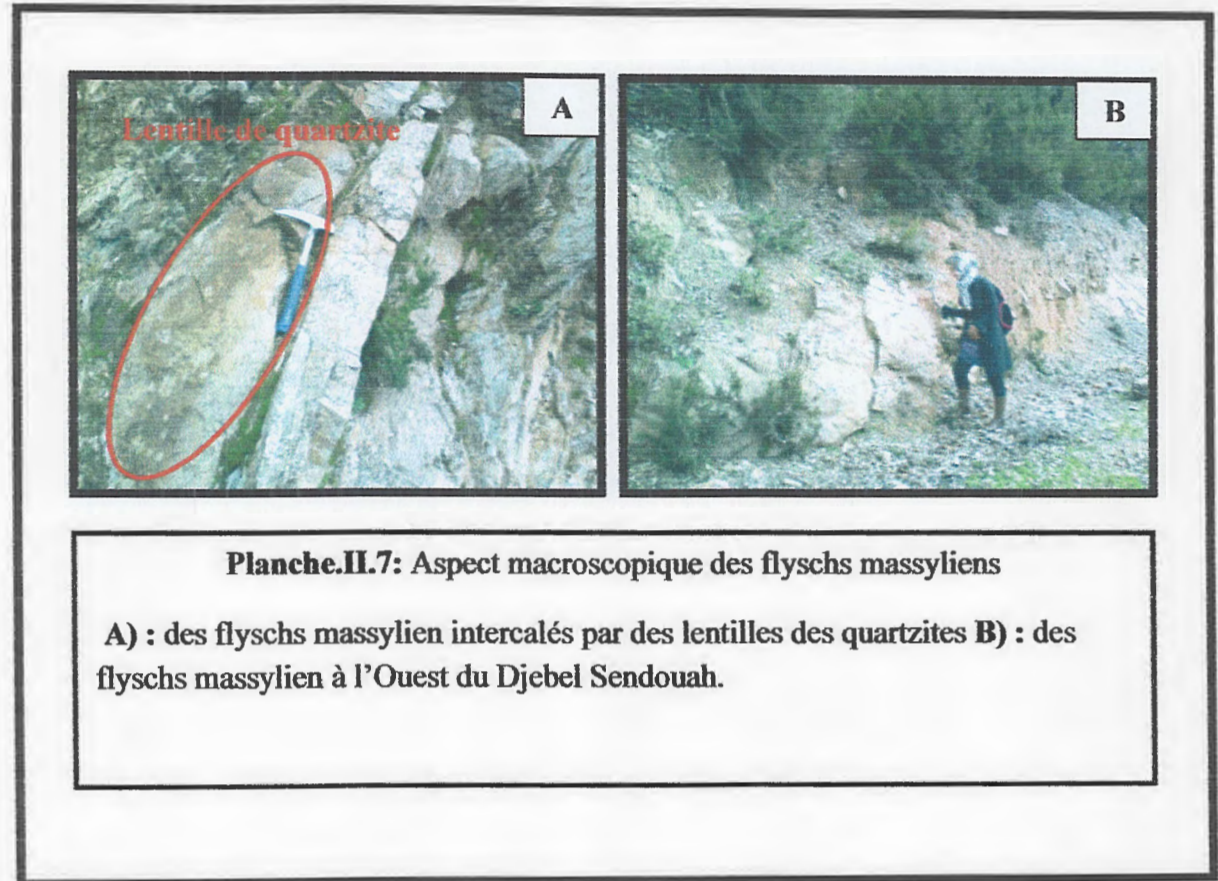 A
Lentille de quartzite
B
Planche.II.7: Aspect macroscopique des flyschs massyliens
A) : des flyschs massylien intercalés par des lentilles des quartzites B) : des
flyschs massylien à l'Ouest du Djebel Sendouah.